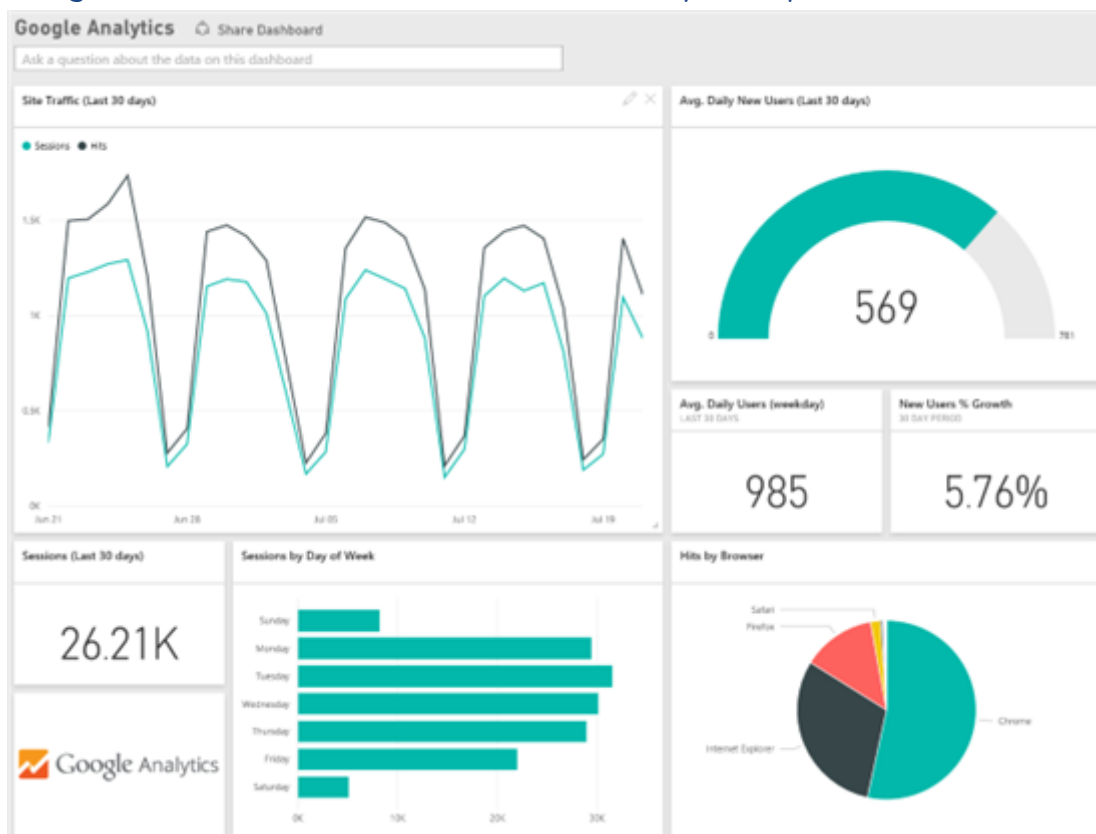 Google Analytics Share Dashboard
Ask a question about the data on this dashboard
Site Traffic (Last 30 days)
Sessions Hits
1.5K
1K
0.5K
0K
Jun 21 Jun 28 Jul 05 Jul 12 Jul 19
Avg. Daily New Users (Last 30 days)
569
0 781
Avg. Daily Users (weekday)
LAST 30 DAYS
985
New Users % Growth
30 DAY PERIOD
5.76%
Sessions (Last 30 days)
26.21K
Google Analytics
Sessions by Day of Week
Sunday
Monday
Tuesday
Wednesday
Thursday
Friday
Saturday
0K 10K 20K 30K
Hits by Browser
Safari
Firefox
Chrome
Internet Explorer